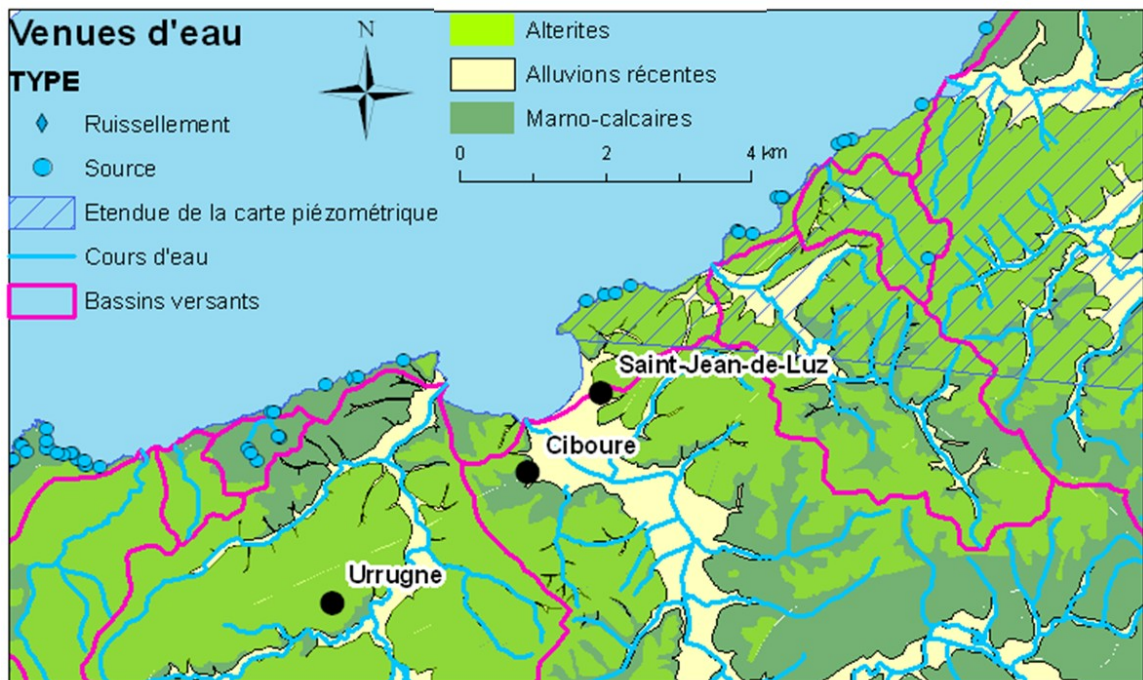 Venues d'eau
TYPE
Ruissellement
Source
Etendue de la carte piézométrique
Cours d'eau
Bassins versants
N
Alterites
Alluvions récentes
Marno-calcaires
0 2 4 km
Saint-Jean-de-Luz
Ciboure
Urrugne